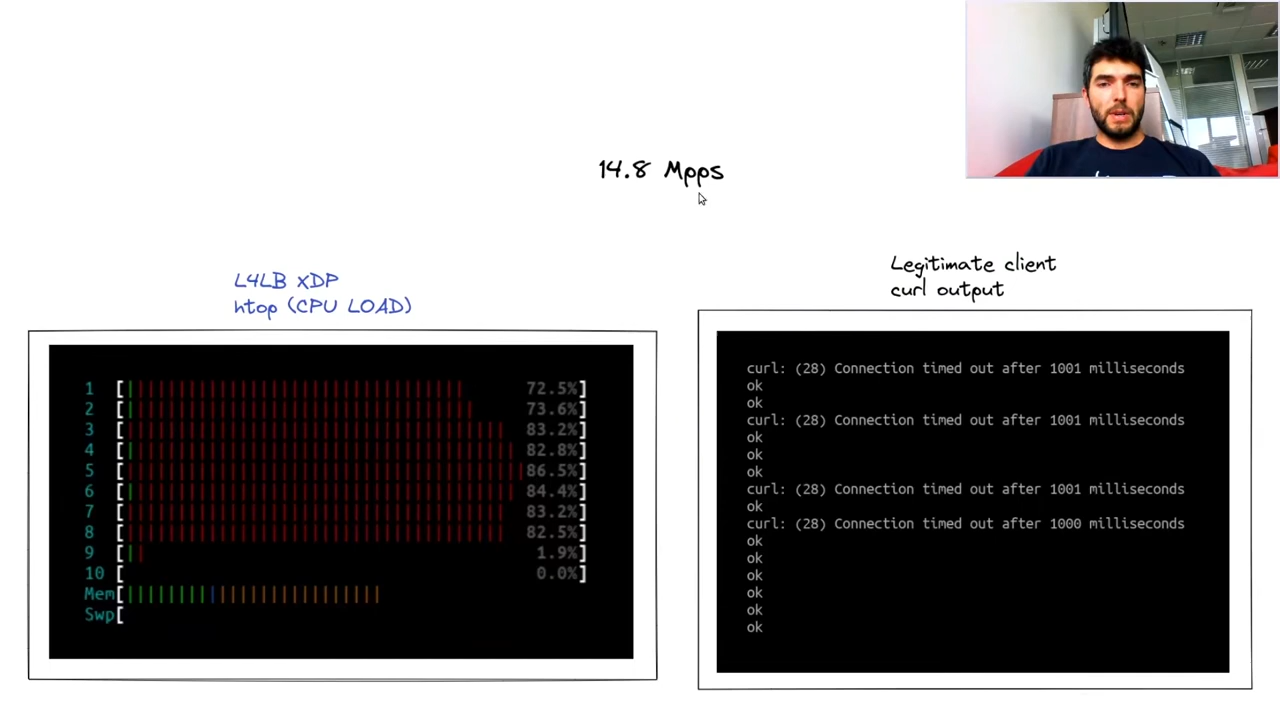 14.8 Mpps
L4LB XDP
htop (CPU LOAD)
1 [ 72.5%]
2 [ 73.6%]
3 [ 83.2%]
4 [ 82.8%]
5 [ 86.5%]
6 [ 84.4%]
7 [ 83.2%]
8 [ 82.5%]
9 [ 1.9%]
10 [ 0.0%]
Mem[
Swp[
Legitimate client
curl output
curl: (28) Connection timed out after 1001 milliseconds
ok
ok
curl: (28) Connection timed out after 1001 milliseconds
ok
ok
ok
curl: (28) Connection timed out after 1001 milliseconds
ok
curl: (28) Connection timed out after 1000 milliseconds
ok
ok
ok
ok
ok
ok